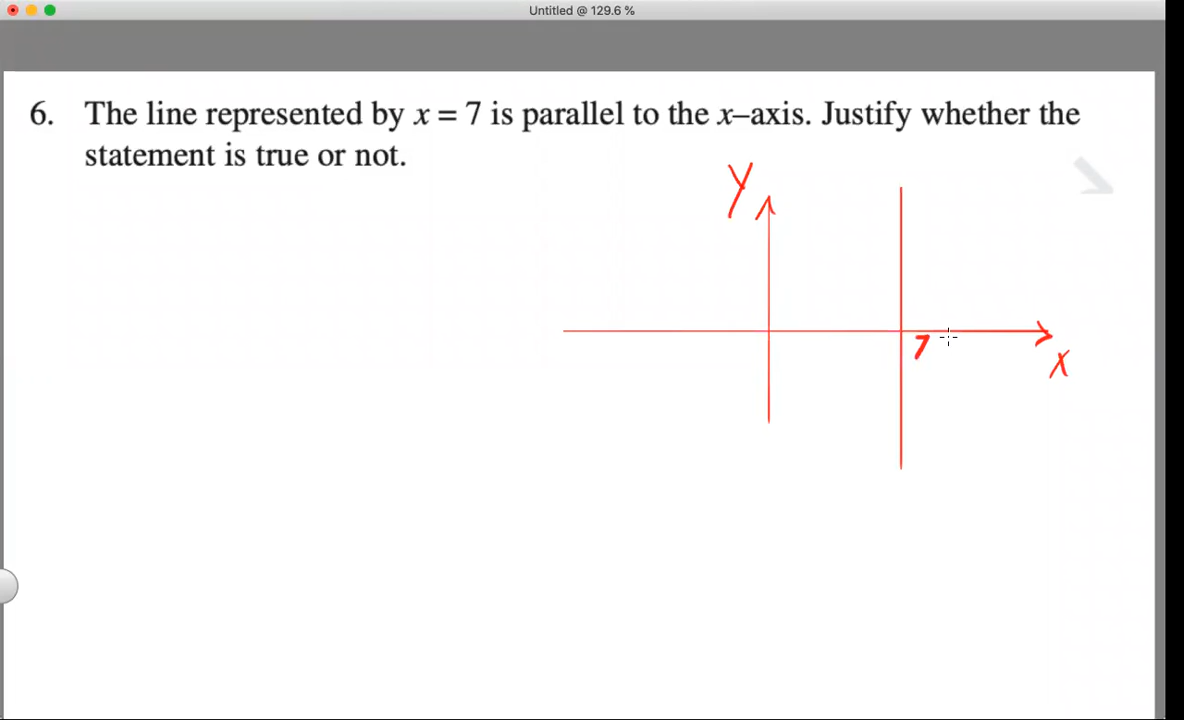 Untitled @ 129.6 %
6. The line represented by x = 7 is parallel to the x–axis. Justify whether the
statement is true or not.
Y
7
X